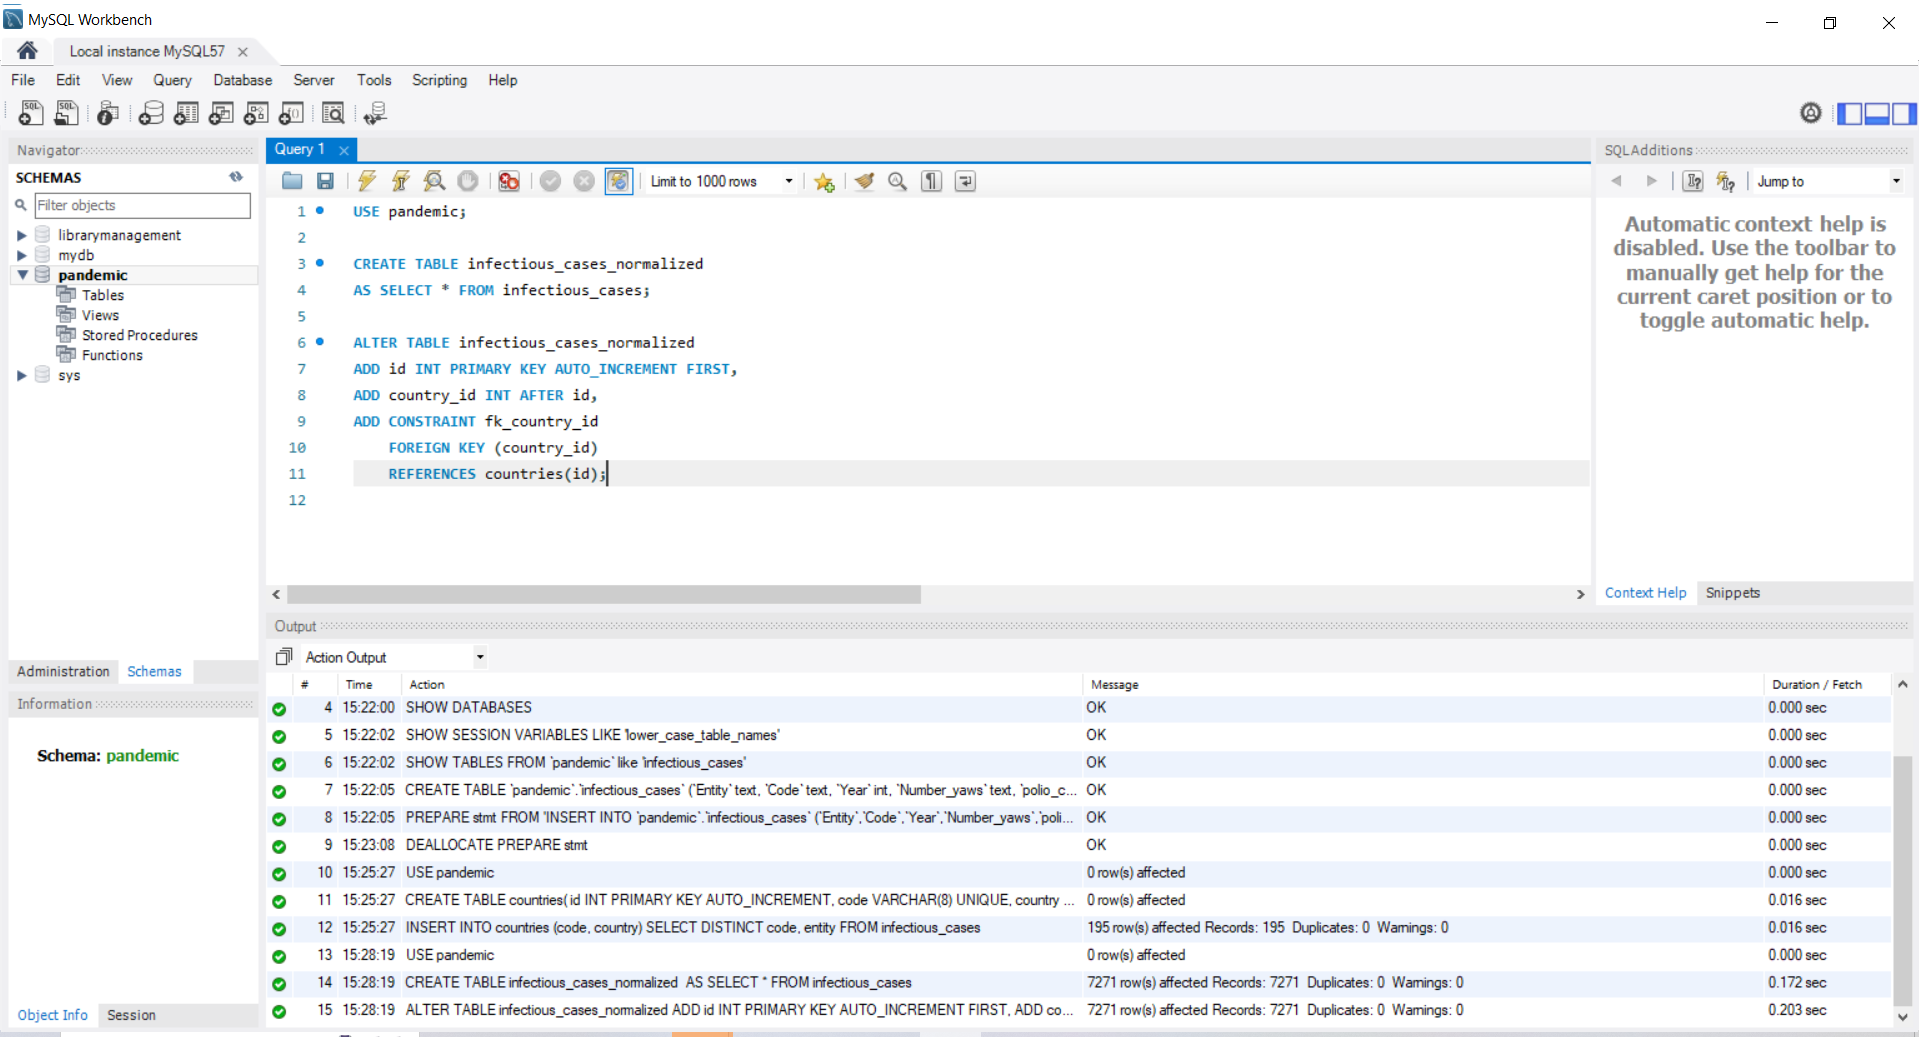 MySQL Workbench
Local instance MySQL57
File Edit View Query Database Server Tools Scripting Help
Navigator
SCHEMAS
Filter objects
librarymanagement
mydb
pandemic
Tables
Views
Stored Procedures
Functions
sys
Administration Schemas
Information
Schema: pandemic
Object Info Session
Query 1
Limit to 1000 rows
1 USE pandemic;
2
3 CREATE TABLE infectious_cases_normalized
4 AS SELECT * FROM infectious_cases;
5
6 ALTER TABLE infectious_cases_normalized
7 ADD id INT PRIMARY KEY AUTO_INCREMENT FIRST,
8 ADD country_id INT AFTER id,
9 ADD CONSTRAINT fk_country_id
10 FOREIGN KEY (country_id)
11 REFERENCES countries(id);
12
SQLAdditions
Jump to
Automatic context help is
disabled. Use the toolbar to
manually get help for the
current caret position or to
toggle automatic help.
Context Help Snippets
Output
Action Output
# Time Action Message Duration / Fetch
4 15:22:00 SHOW DATABASES OK 0.000 sec
5 15:22:02 SHOW SESSION VARIABLES LIKE 'lower_case_table_names' OK 0.000 sec
6 15:22:02 SHOW TABLES FROM `pandemic` like 'infectious_cases' OK 0.000 sec
7 15:22:05 CREATE TABLE `pandemic`.`infectious_cases` (`Entity` text, `Code` text, `Year` int, `Number_yaws` text, `polio_c... OK 0.000 sec
8 15:22:05 PREPARE stmt FROM 'INSERT INTO `pandemic`.`infectious_cases` (`Entity`,`Code`,`Year`,`Number_yaws`,`poli... OK 0.000 sec
9 15:23:08 DEALLOCATE PREPARE stmt OK 0.000 sec
10 15:25:27 USE pandemic 0 row(s) affected 0.000 sec
11 15:25:27 CREATE TABLE countries( id INT PRIMARY KEY AUTO_INCREMENT, code VARCHAR(8) UNIQUE, country ... 0 row(s) affected 0.016 sec
12 15:25:27 INSERT INTO countries (code, country) SELECT DISTINCT code, entity FROM infectious_cases 195 row(s) affected Records: 195 Duplicates: 0 Warnings: 0 0.016 sec
13 15:28:19 USE pandemic 0 row(s) affected 0.000 sec
14 15:28:19 CREATE TABLE infectious_cases_normalized AS SELECT * FROM infectious_cases 7271 row(s) affected Records: 7271 Duplicates: 0 Warnings: 0 0.172 sec
15 15:28:19 ALTER TABLE infectious_cases_normalized ADD id INT PRIMARY KEY AUTO_INCREMENT FIRST, ADD co... 7271 row(s) affected Records: 7271 Duplicates: 0 Warnings: 0 0.203 sec